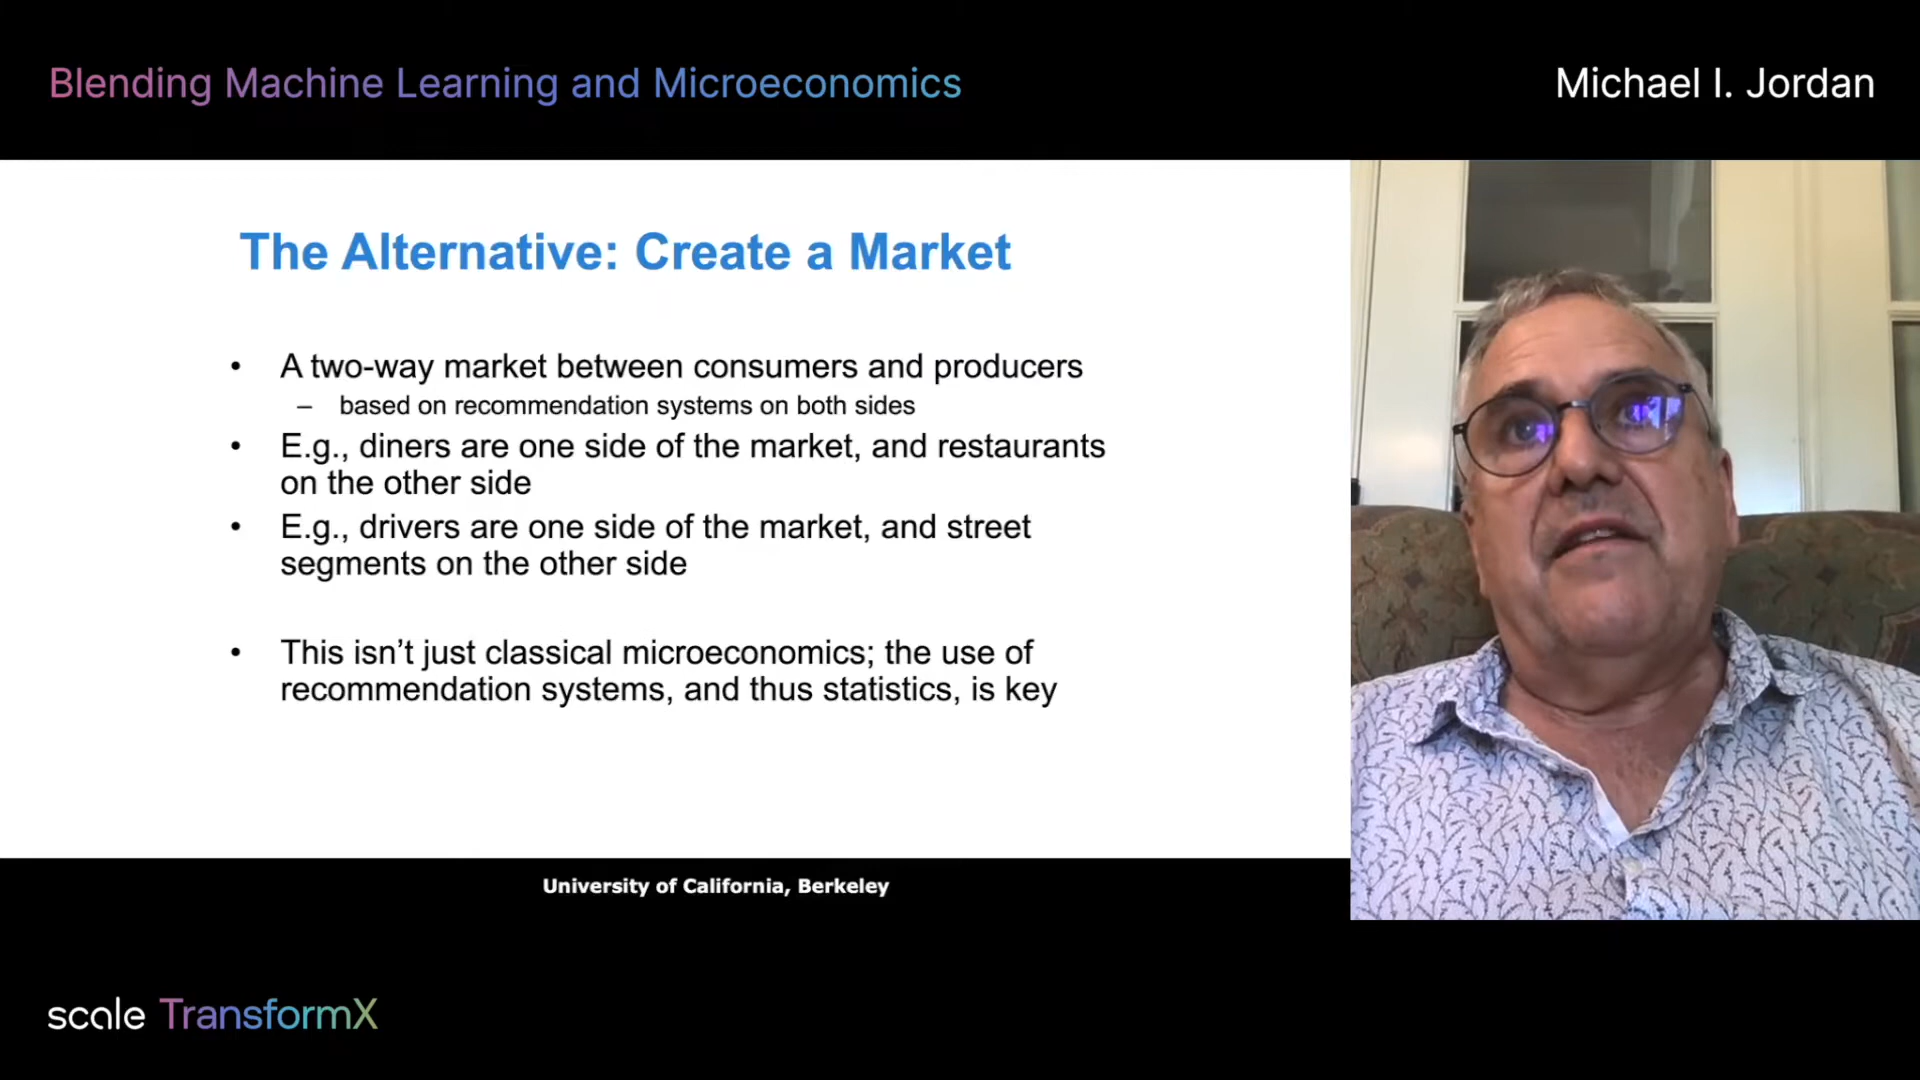 Blending Machine Learning and Microeconomics
Michael I. Jordan
The Alternative: Create a Market
• A two-way market between consumers and producers
– based on recommendation systems on both sides
• E.g., diners are one side of the market, and restaurants
on the other side
• E.g., drivers are one side of the market, and street
segments on the other side
• This isn’t just classical microeconomics; the use of
recommendation systems, and thus statistics, is key
University of California, Berkeley
scale TransformX